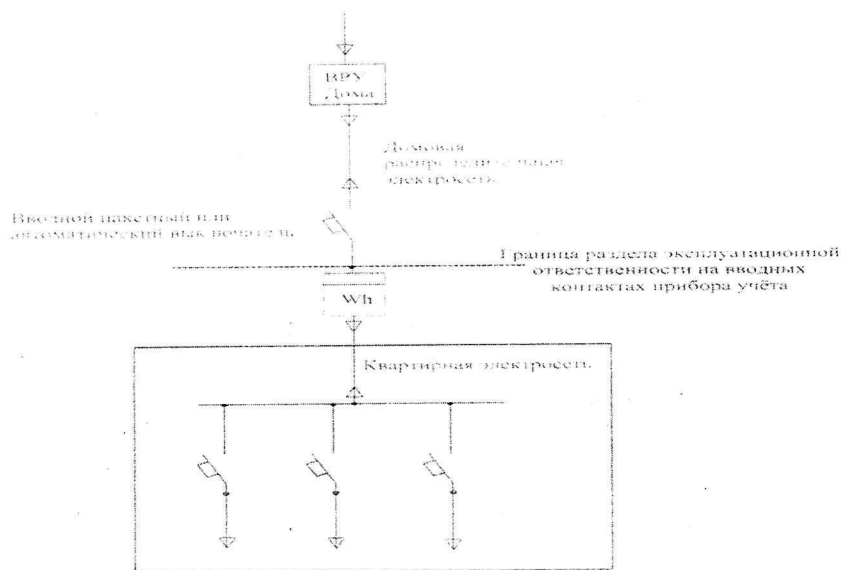 ВРУ
Дома
Домовая
распределительная
электросеть
Вводной пакетный или
автоматический выключатель
Граница раздела эксплуатационной
ответственности на вводных
контактах прибора учёта
Wh
Квартирная электросеть